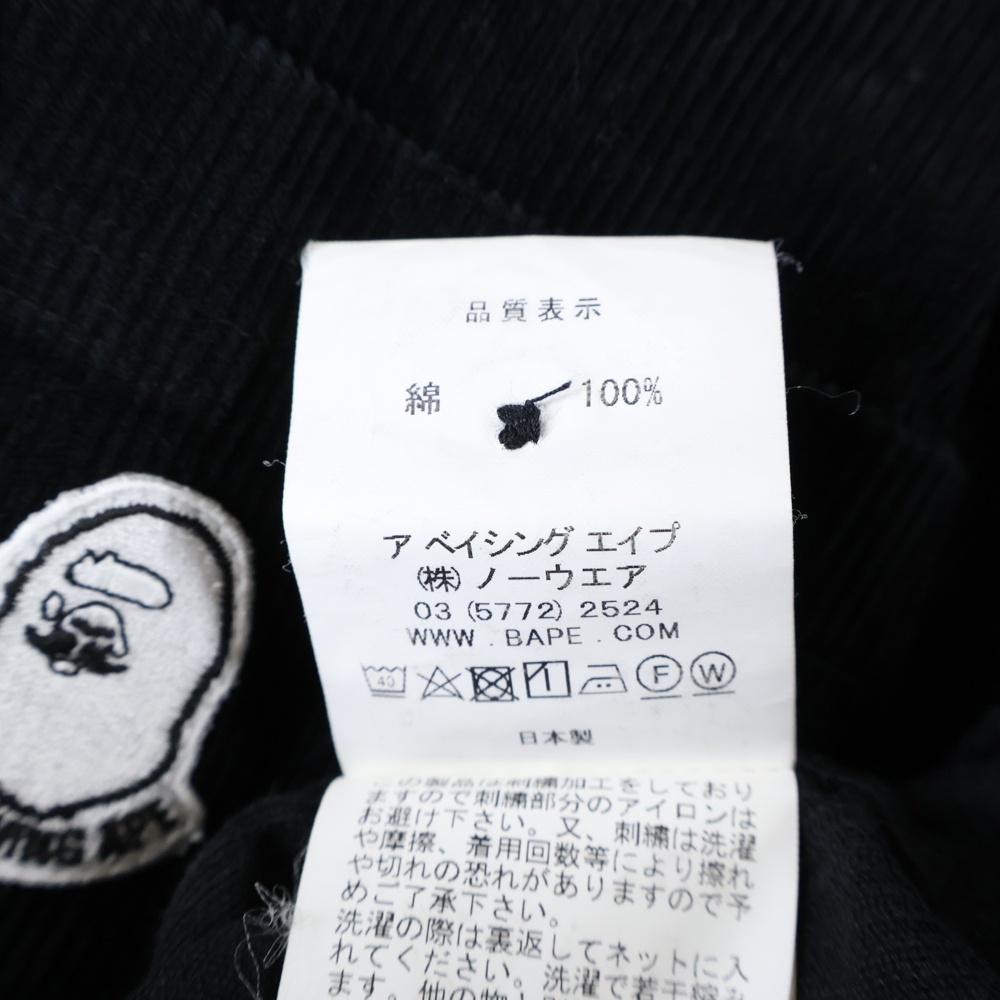 品質表示
綿 100%
ア ベイシング エイプ
(株) ノーウエア
03 (5772) 2524
WWW . BAPE . COM
40 F W
日本製
この製品は刺繍加工をしており
ますので刺繍部分のアイロンは
お避け下さい。又、刺繍は洗濯
や摩擦、着用回数等により擦れ
や切れの恐れがありますので予
めご了承下さい。
洗濯の際は裏返してネットに入
れてください。洗濯で若干縮み
ます。他の物
APE